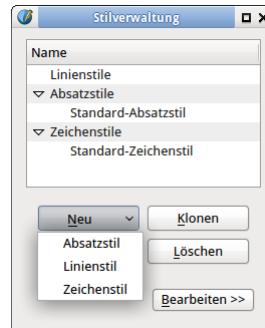 Stilverwaltung
Name
Linienstile
Absatzstile
Standard-Absatzstil
Zeichenstile
Standard-Zeichenstil
Neu
Klonen
Absatzstil
Linienstil
Zeichenstil
Löschen
Bearbeiten >>